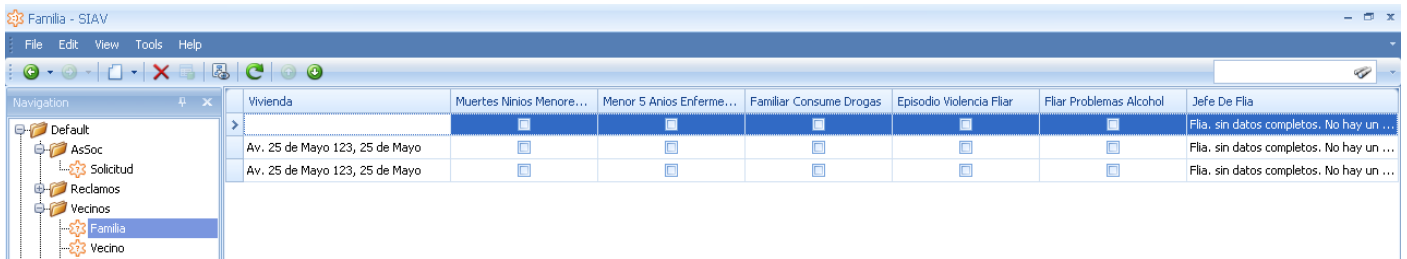 Familia - SIAV
File Edit View Tools Help
Navigation
Vivienda Muertes Ninios Menore... Menor 5 Anios Enferme... Familiar Consume Drogas Episodio Violencia Fliar Fliar Problemas Alcohol Jefe De Flia
Default
Flia. sin datos completos. No hay un ...
AsSoc
Av. 25 de Mayo 123, 25 de Mayo Flia. sin datos completos. No hay un ...
Solicitud
Av. 25 de Mayo 123, 25 de Mayo Flia. sin datos completos. No hay un ...
Reclamos
Vecinos
Familia
Vecino